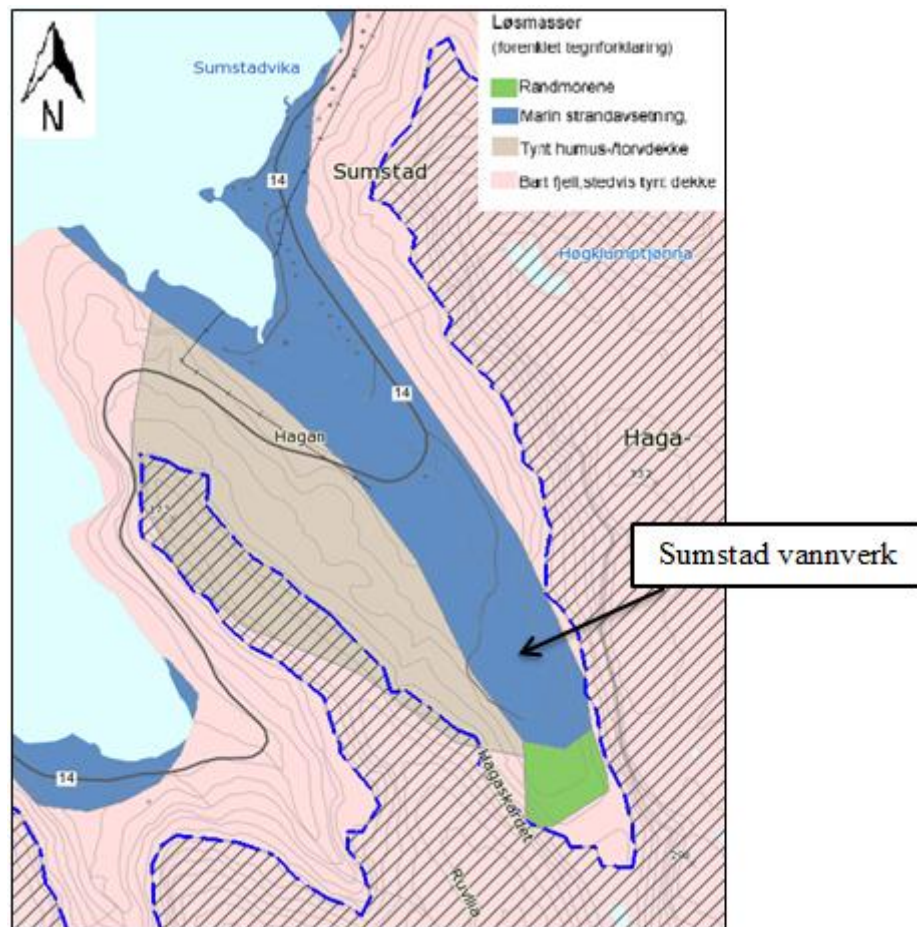 Løsmasser
(forenklet tegnforklaring)
Randmorene
Marin strandavsetning,
Tynt humus-/torvdekke
Bart fjell,stedvis tynt dekke
N
Sumstadvika
14
Sumstad
Høgklumptjønna
14
Hagan
Haga-
Sumstad vannverk
Hagaskardet
14